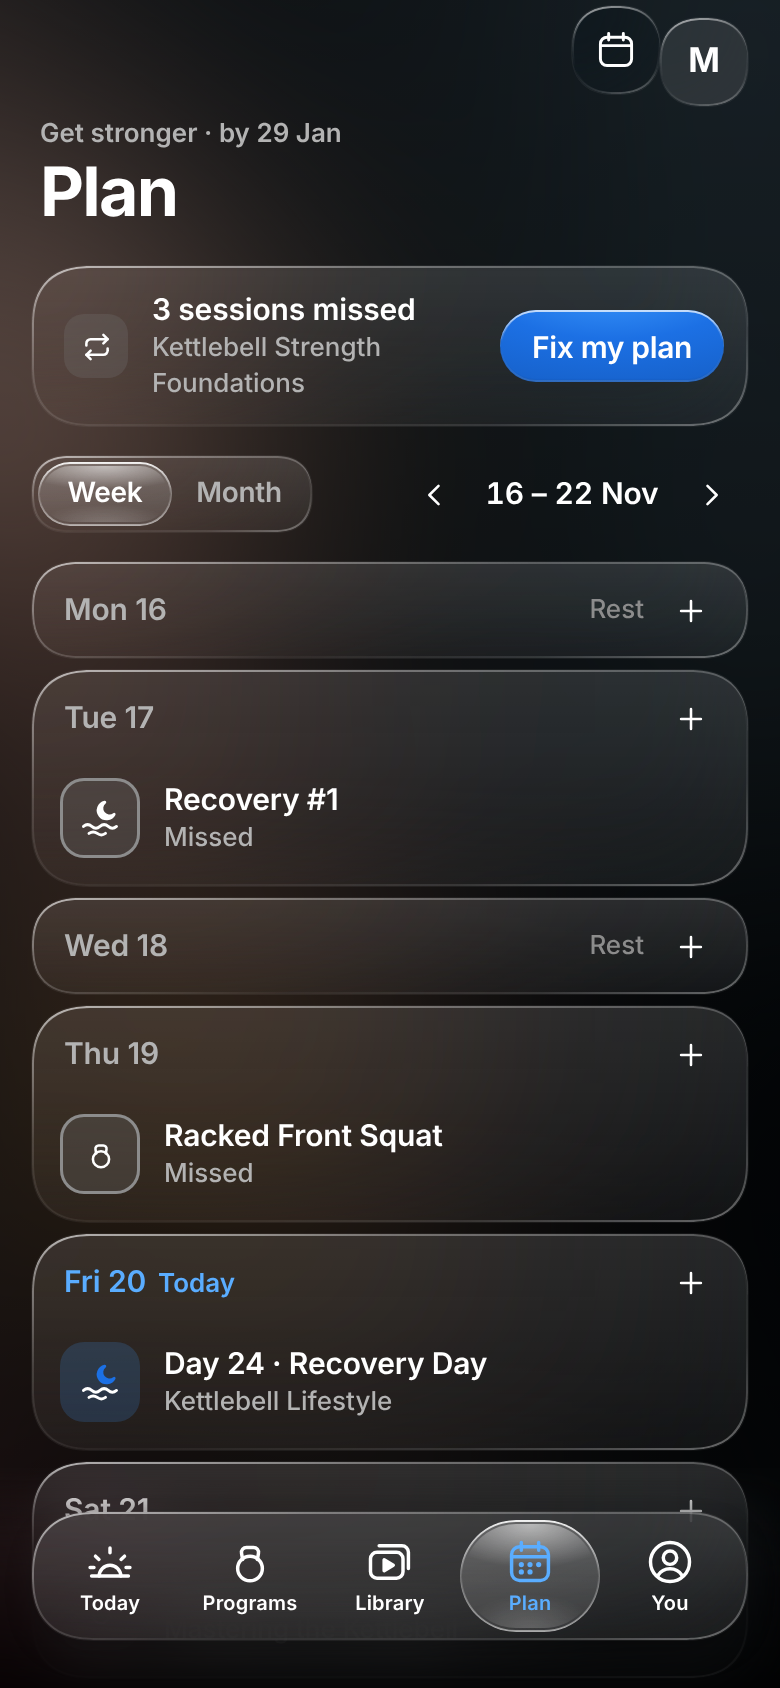 M
Get stronger · by 29 Jan
Plan
3 sessions missed
Kettlebell Strength
Foundations
Fix my plan
Week
Month
16 – 22 Nov
Mon 16
Rest
Tue 17
Recovery #1
Missed
Wed 18
Rest
Thu 19
Racked Front Squat
Missed
Fri 20 Today
Day 24 · Recovery Day
Kettlebell Lifestyle
Sat 21
Today
Programs
Library
Plan
You